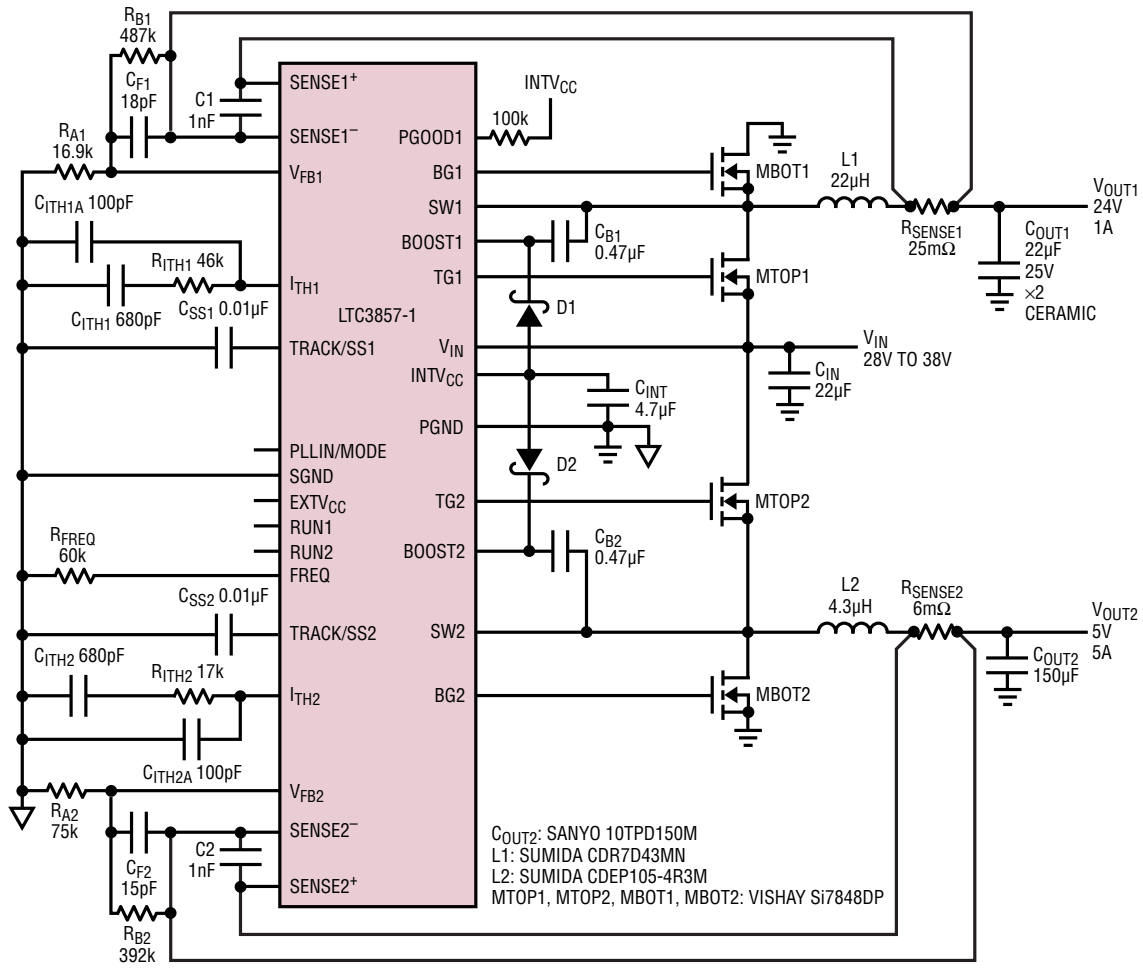 RB1
487k
CF1
18pF
RA1
16.9k
C1
1nF
CITH1A 100pF
RITH1 46k
CITH1 680pF
CSS1 0.01µF
RFREQ
60k
CSS2 0.01µF
CITH2 680pF
RITH2 17k
CITH2A 100pF
RA2
75k
CF2
15pF
C2
1nF
RB2
392k
SENSE1+
SENSE1–
VFB1
ITH1
LTC3857-1
TRACK/SS1
PLLIN/MODE
SGND
EXTVCC
RUN1
RUN2
FREQ
TRACK/SS2
ITH2
VFB2
SENSE2–
SENSE2+
PGOOD1
BG1
SW1
BOOST1
TG1
VIN
INTVCC
PGND
TG2
BOOST2
SW2
BG2
INTVCC
100k
MBOT1
CB1
0.47µF
D1
MTOP1
L1
22µH
RSENSE1
25mΩ
VOUT1
24V
1A
COUT1
22µF
25V
×2
CERAMIC
VIN
28V TO 38V
CIN
22µF
CINT
4.7µF
D2
MTOP2
CB2
0.47µF
L2
4.3µH
RSENSE2
6mΩ
VOUT2
5V
5A
COUT2
150µF
MBOT2
COUT2: SANYO 10TPD150M
L1: SUMIDA CDR7D43MN
L2: SUMIDA CDEP105-4R3M
MTOP1, MTOP2, MBOT1, MBOT2: VISHAY Si7848DP